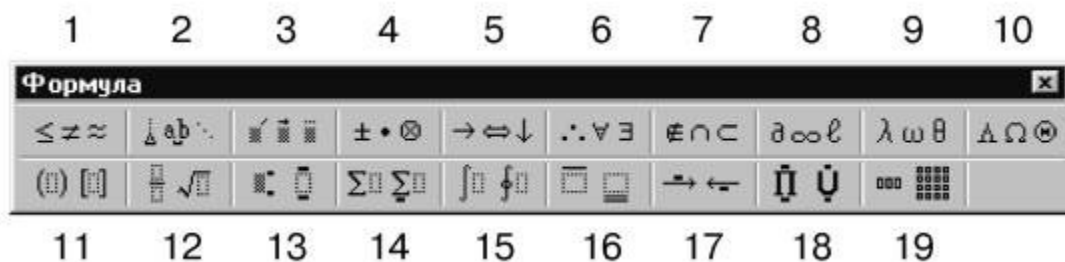 1 2 3 4 5 6 7 8 9 10
Формула
≤ ≠ ≈ a͟b ⋱ ± • ⊗ → ⇔ ↓ ∴ ∀ ∃ ∉ ∩ ⊂ ∂ ∞ ℓ λ ω θ Λ Ω Θ
( ) [ ] √ Σ Σ ∫ ∮ → ← ∏ ∪
11 12 13 14 15 16 17 18 19